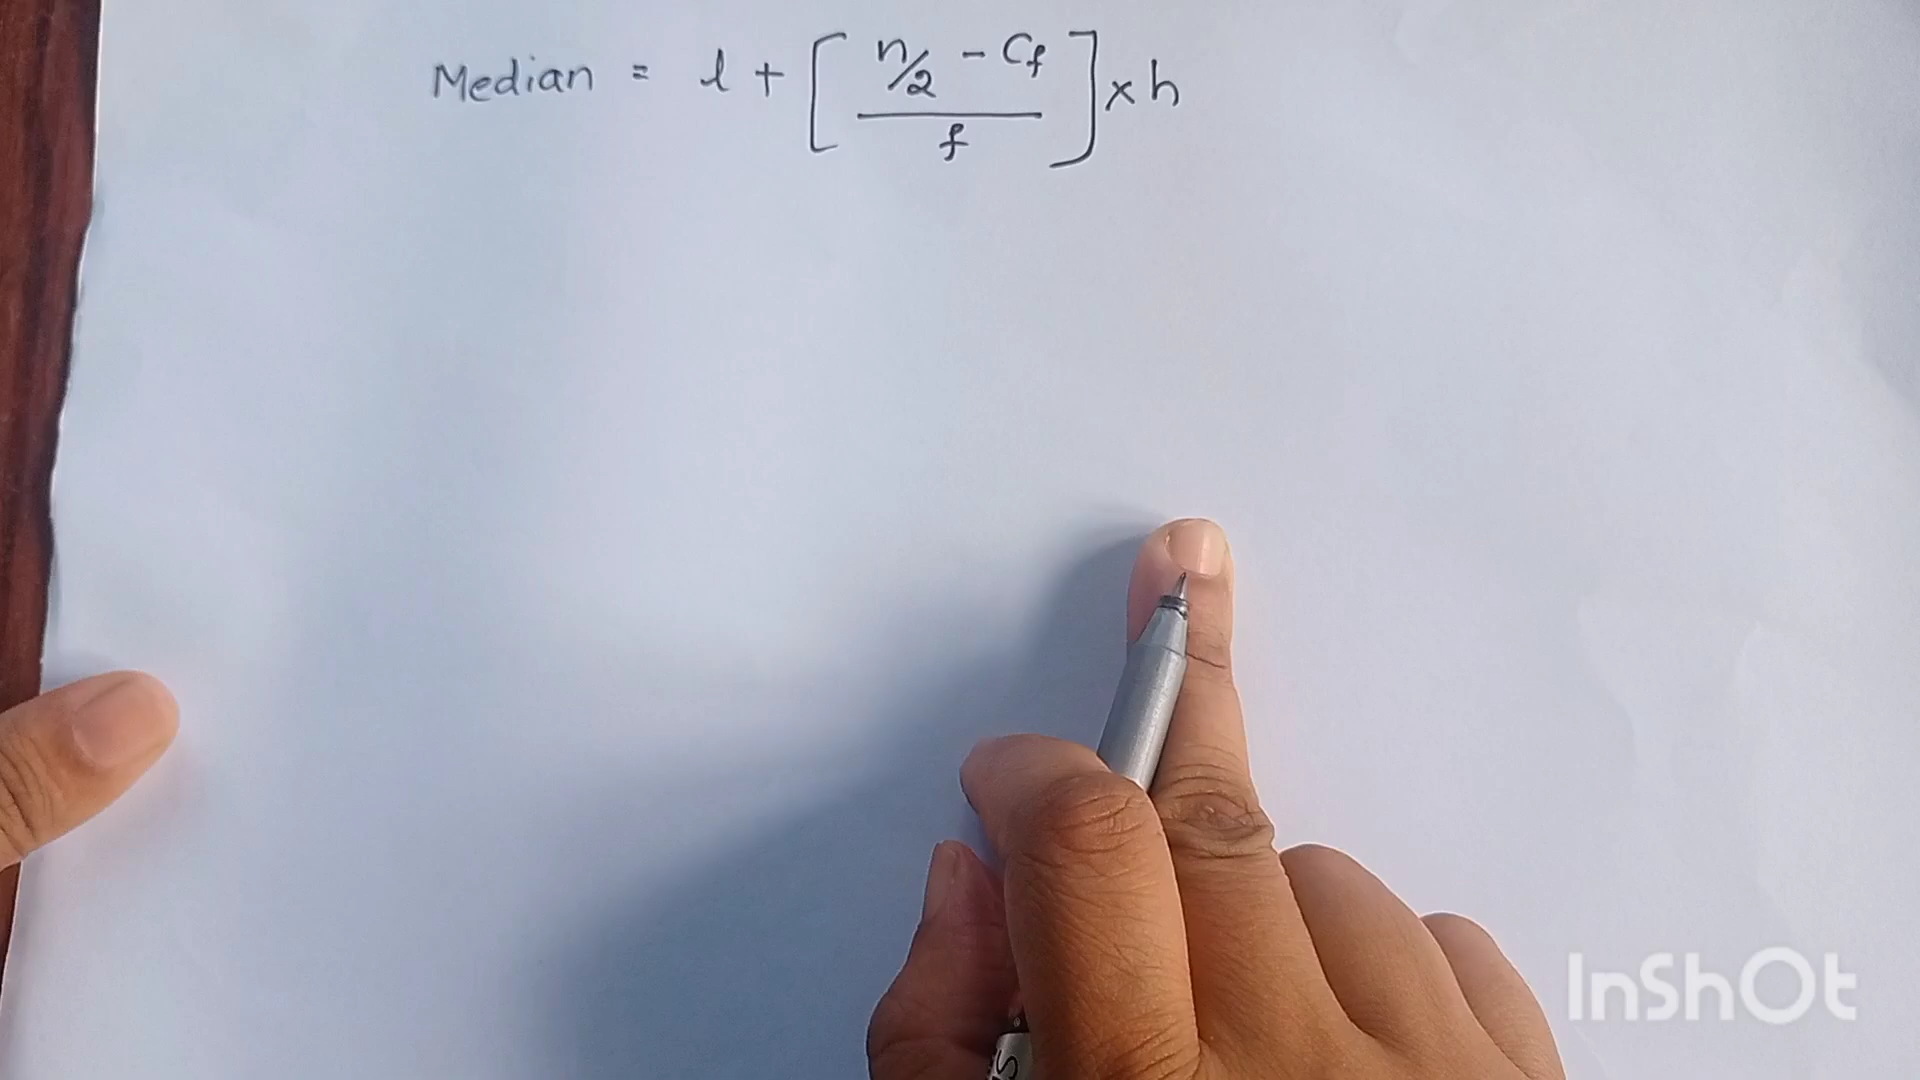 Median = l + [ n/2 - Cf / f ] x h
InShOt